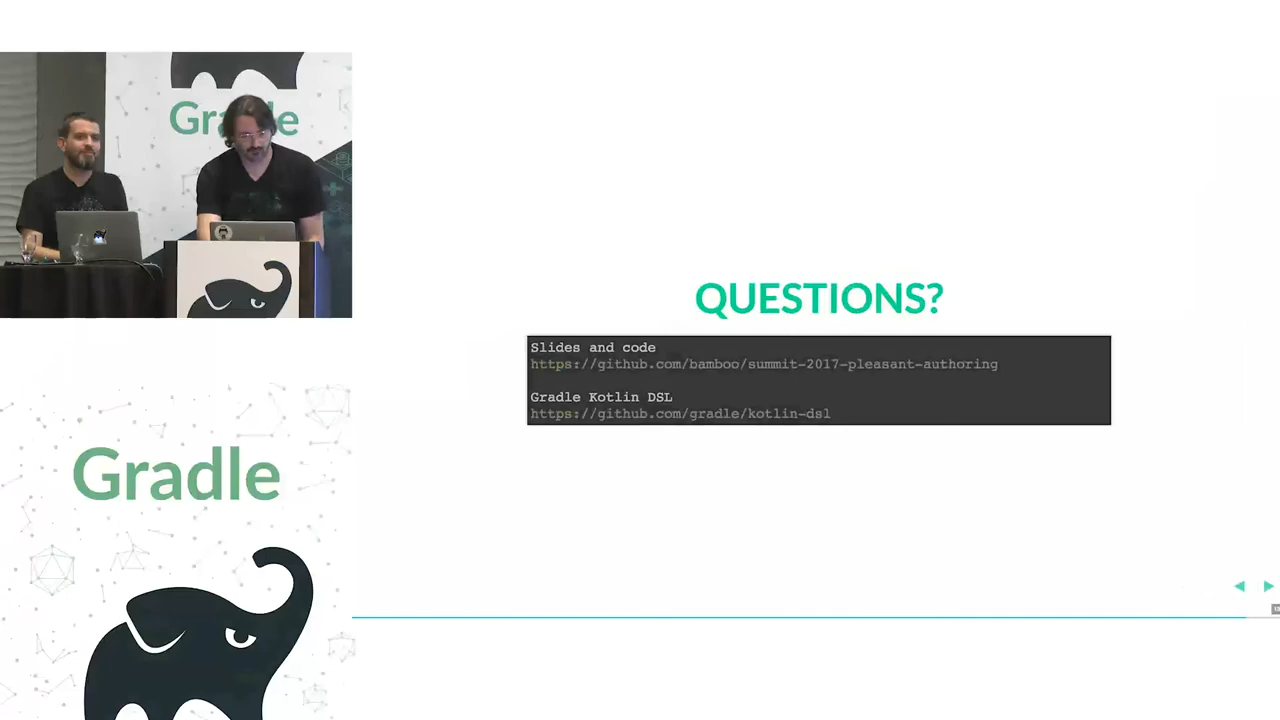 Gradle
QUESTIONS?
Slides and code
https://github.com/bamboo/summit-2017-pleasant-authoring
Gradle Kotlin DSL
https://github.com/gradle/kotlin-dsl
Gradle